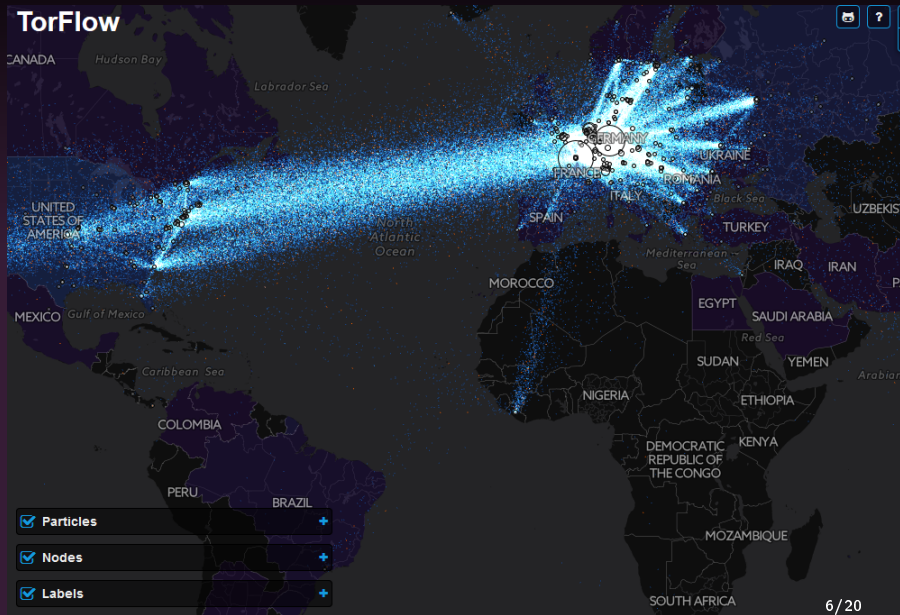 TorFlow
?
CANADA
Hudson Bay
Labrador Sea
GERMANY
UKRAINE
FRANCE
ROMANIA
ITALY
Black Sea
UNITED
STATES OF
AMERICA
SPAIN
UZBEKIS
North
Atlantic
Ocean
TURKEY
Mediterranean
Sea
IRAQ
IRAN
MOROCCO
P
MEXICO
Gulf of Mexico
EGYPT
SAUDI ARABIA
Red Sea
Caribbean Sea
SUDAN
YEMEN
Arabian
NIGERIA
ETHIOPIA
COLOMBIA
KENYA
DEMOCRATIC
REPUBLIC OF
THE CONGO
PERU
BRAZIL
Particles +
MOZAMBIQUE
Nodes +
Labels +
SOUTH AFRICA
6/20